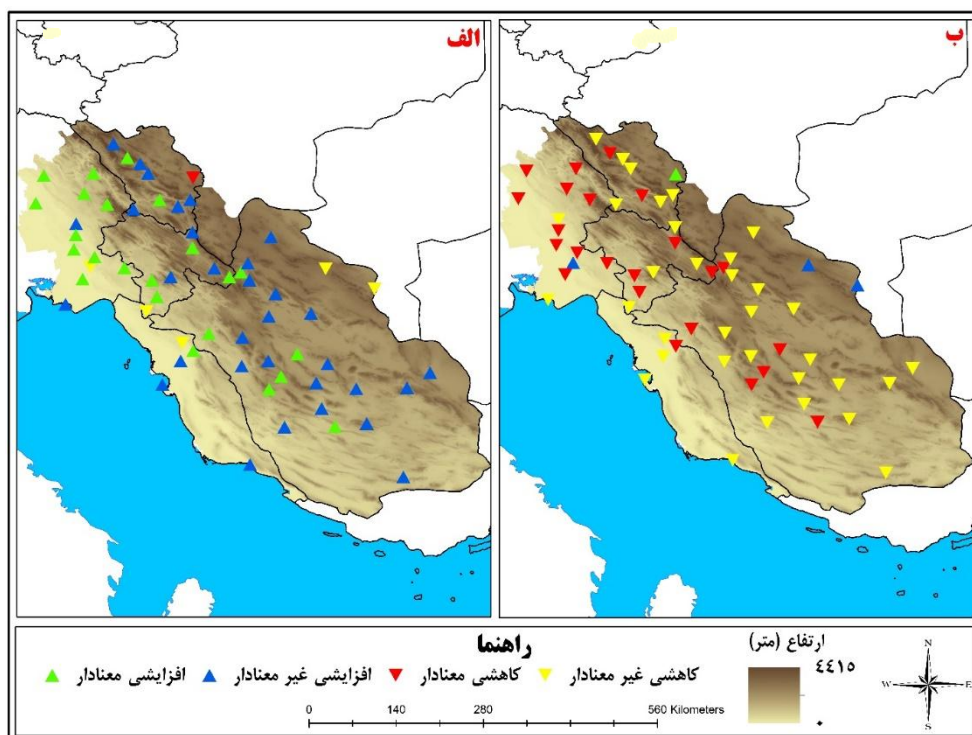 الف
ب
راهنما
افزایشی معنادار
افزایشی غیر معنادار
کاهشی معنادار
کاهشی غیر معنادار
0 140 280 560 Kilometers
ارتفاع (متر)
۴۴۱۵
۰
N
W E
S